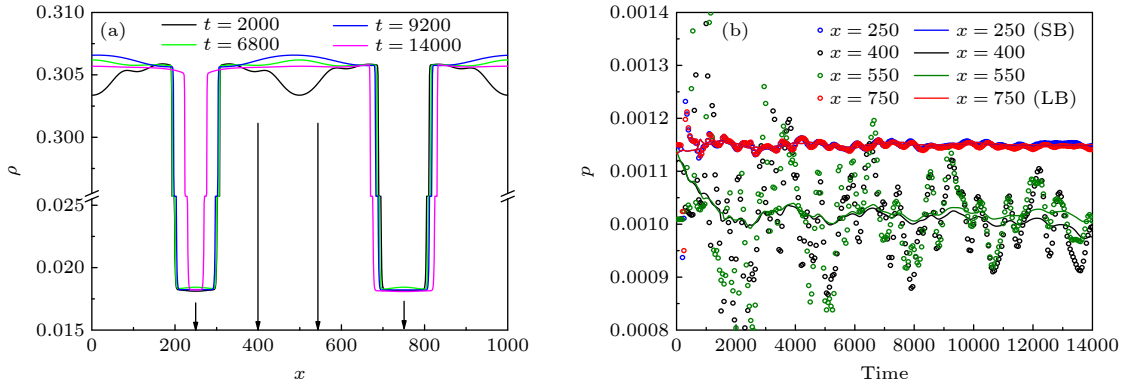 (a)
t = 2000
t = 9200
t = 6800
t = 14000
0.310
0.305
0.300
0.025
0.020
0.015
ρ
0
200
400
600
800
1000
x
(b)
x = 250
x = 250 (SB)
x = 400
x = 400
x = 550
x = 550
x = 750
x = 750 (LB)
0.0014
0.0013
0.0012
0.0011
0.0010
0.0009
0.0008
p
0
2000
4000
6000
8000
10000
12000
14000
Time